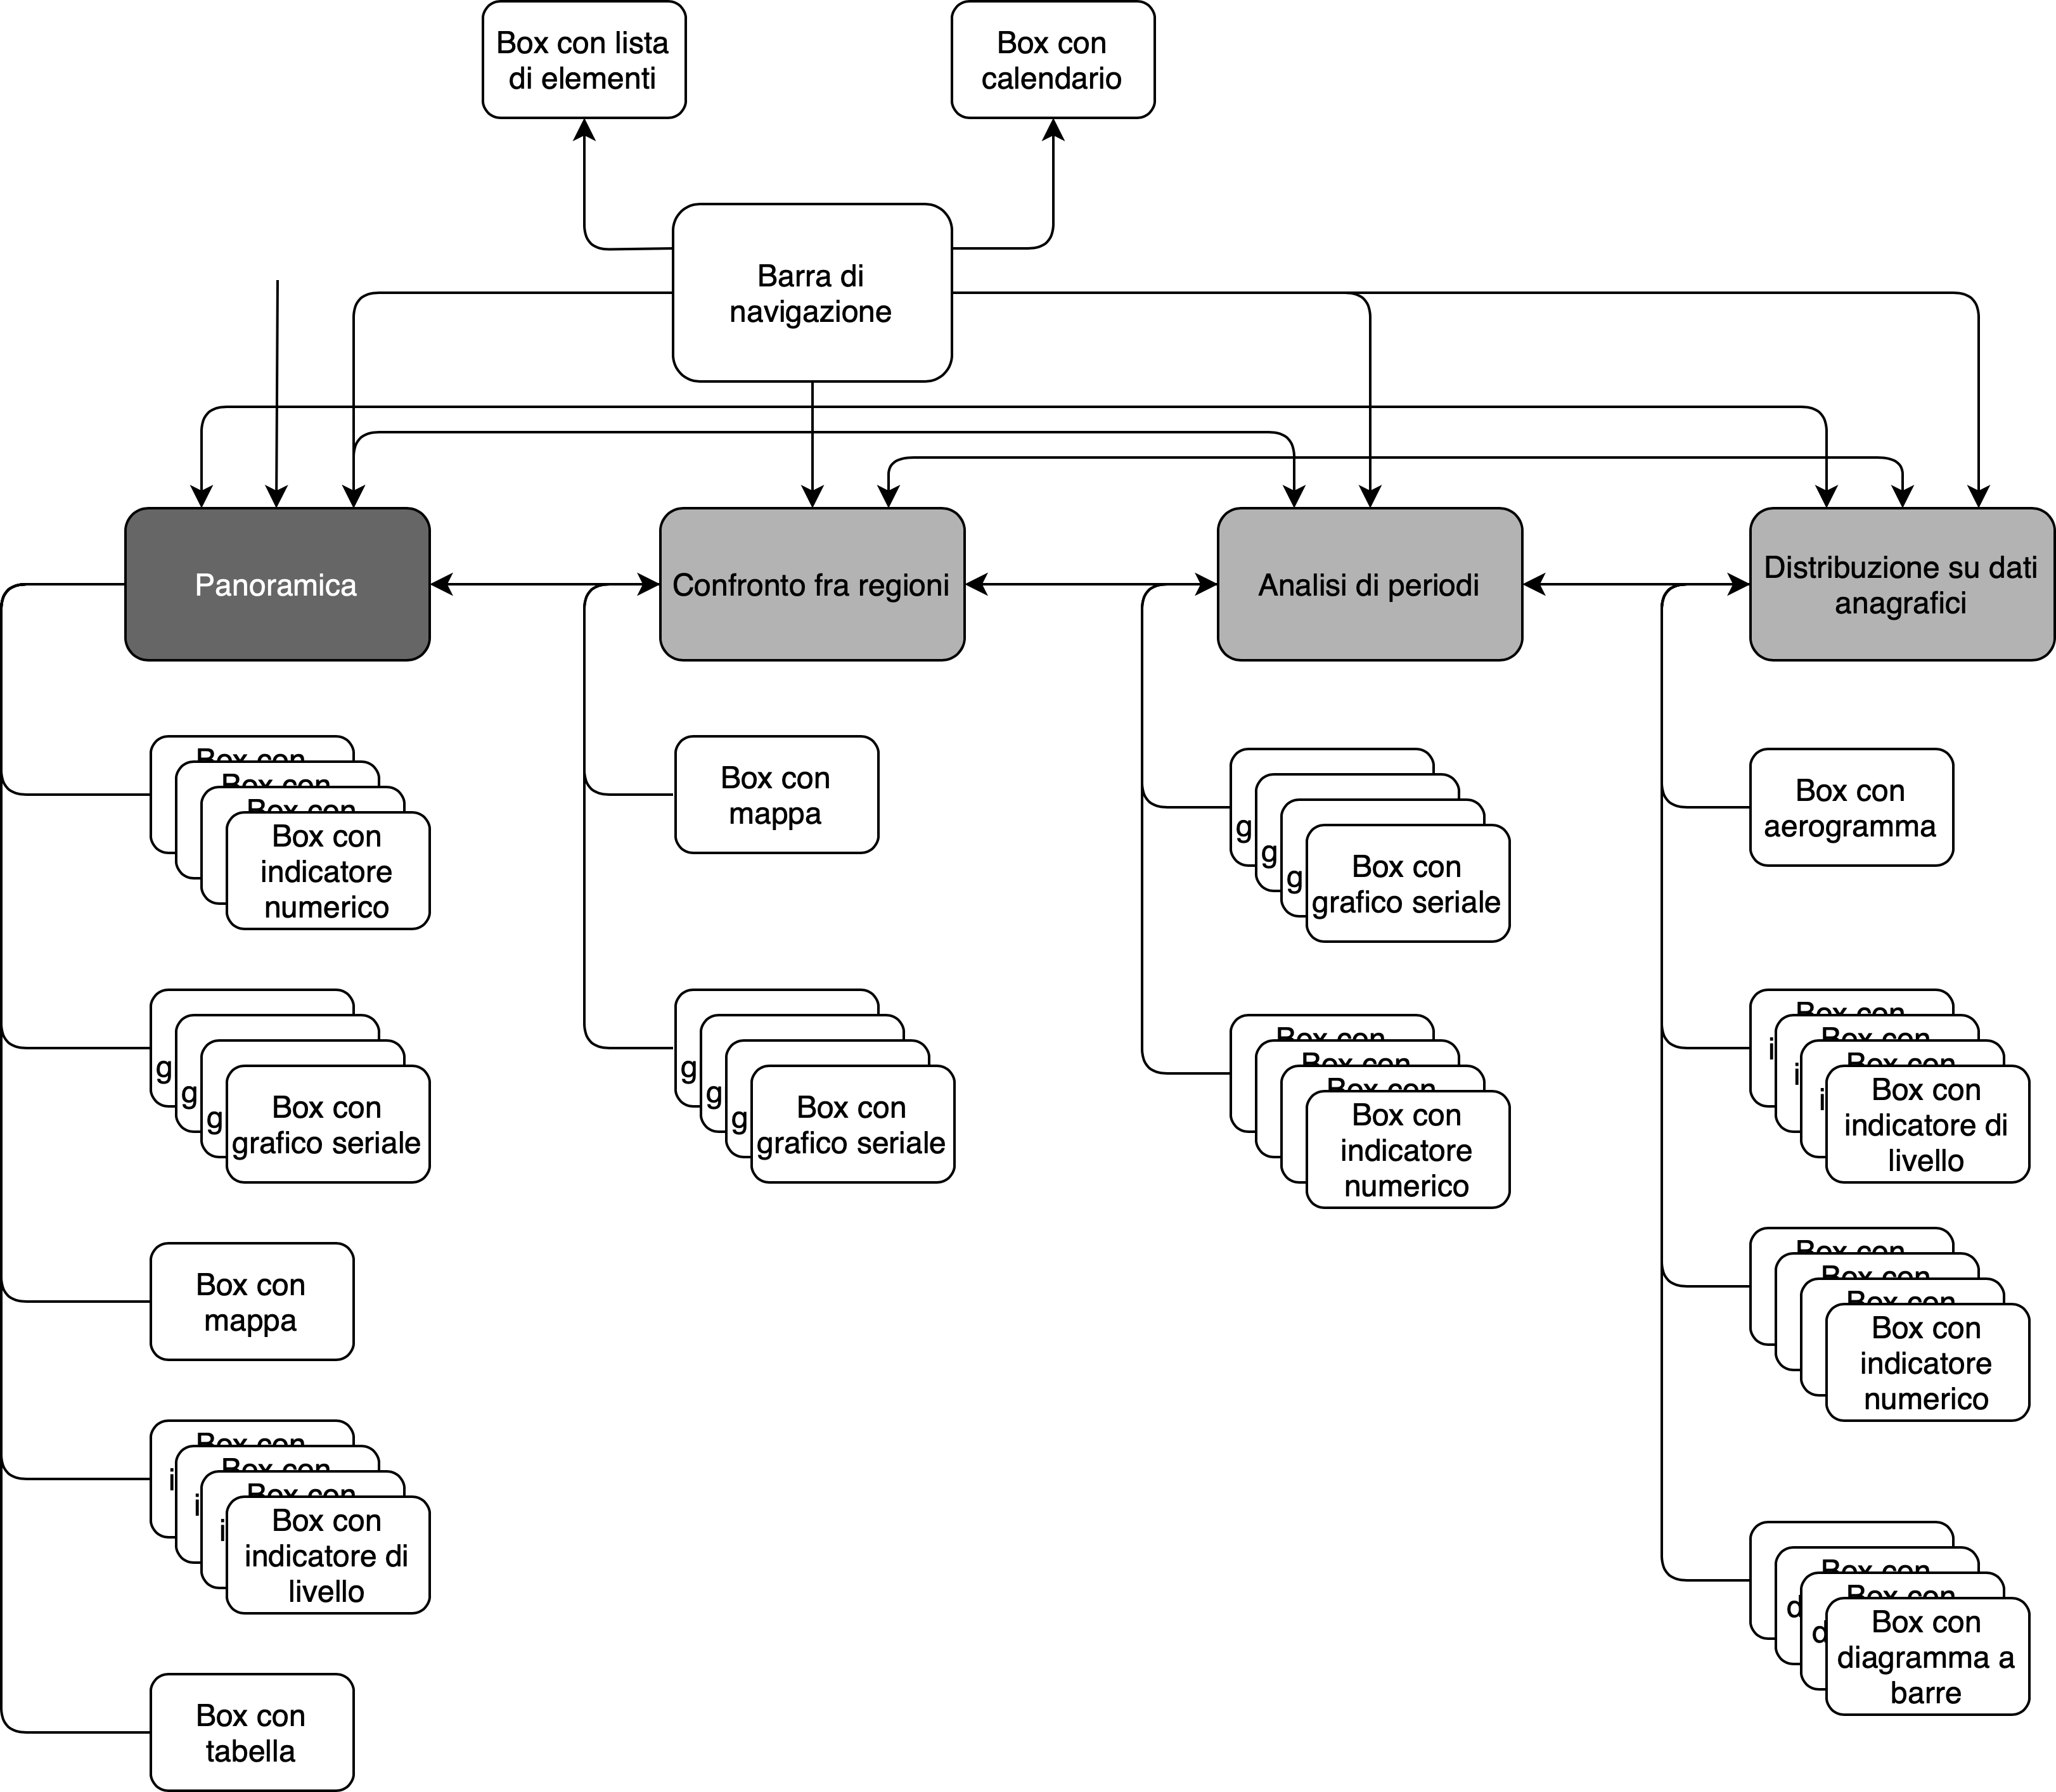 Box con lista
di elementi
Box con
calendario
Barra di
navigazione
Panoramica
Confronto fra regioni
Analisi di periodi
Distribuzione su dati
anagrafici
Box con
Box con
Box con
Box con
indicatore
numerico
Box con
mappa
g
g
g
Box con
grafico seriale
Box con
aerogramma
g
g
g
Box con
grafico seriale
g
g
g
Box con
grafico seriale
Box con
Box con
Box con
Box con
indicatore
numerico
Box con
i
Box con
i
Box con
i
Box con
indicatore di
livello
Box con
mappa
Box con
Box con
Box con
Box con
indicatore
numerico
Box con
i
Box con
i
Box con
i
Box con
indicatore di
livello
Box con
d
Box con
d
Box con
diagramma a
barre
Box con
tabella